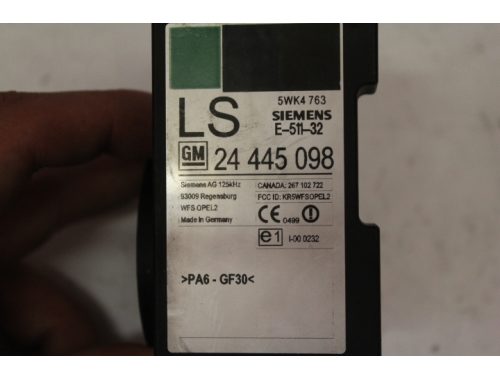 5WK4 763
LS SIEMENS
E-511-32
GM 24 445 098
Siemens AG 125kHz
93009 Regensburg
WFS OPEL2
Made in Germany
CANADA: 267 102 722
FCC ID: KR5WFSOPEL2
CE 0499
e1 I-00 0232
>PA6 - GF30<